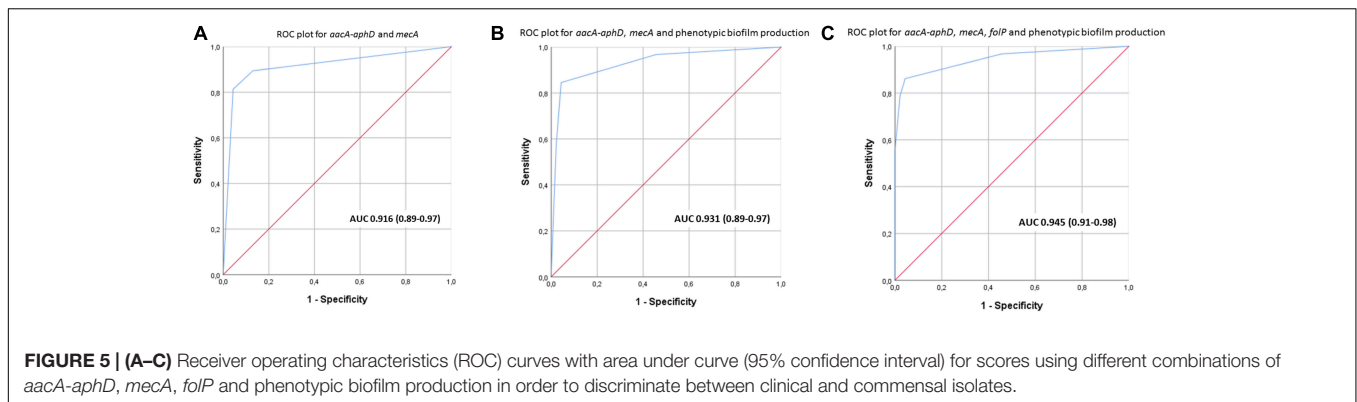 A
ROC plot for aacA-aphD and mecA
1,0
0,8
0,6
0,4
0,2
0,0
0,0
0,2
0,4
0,6
0,8
1,0
Sensitivity
1 - Specificity
AUC 0.916 (0.89-0.97)
B
ROC plot for aacA-aphD, mecA and phenotypic biofilm production
1,0
0,8
0,6
0,4
0,2
0,0
0,0
0,2
0,4
0,6
0,8
1,0
Sensitivity
1 - Specificity
AUC 0.931 (0.89-0.97)
C
ROC plot for aacA-aphD, mecA, folP and phenotypic biofilm production
1,0
0,8
0,6
0,4
0,2
0,0
0,0
0,2
0,4
0,6
0,8
1,0
Sensitivity
1 - Specificity
AUC 0.945 (0.91-0.98)
FIGURE 5 | (A–C) Receiver operating characteristics (ROC) curves with area under curve (95% confidence interval) for scores using different combinations of
aacA-aphD, mecA, folP and phenotypic biofilm production in order to discriminate between clinical and commensal isolates.